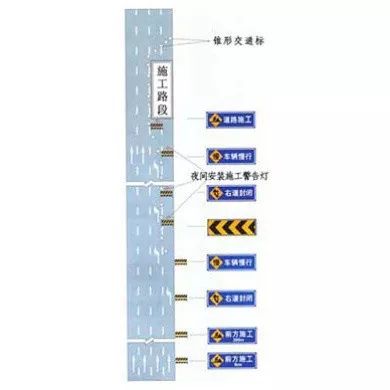 锥形交通标
施工路段
道路施工
车辆慢行
夜间安装施工警告灯
右道封闭
车辆慢行
右道封闭
前方施工
前方施工